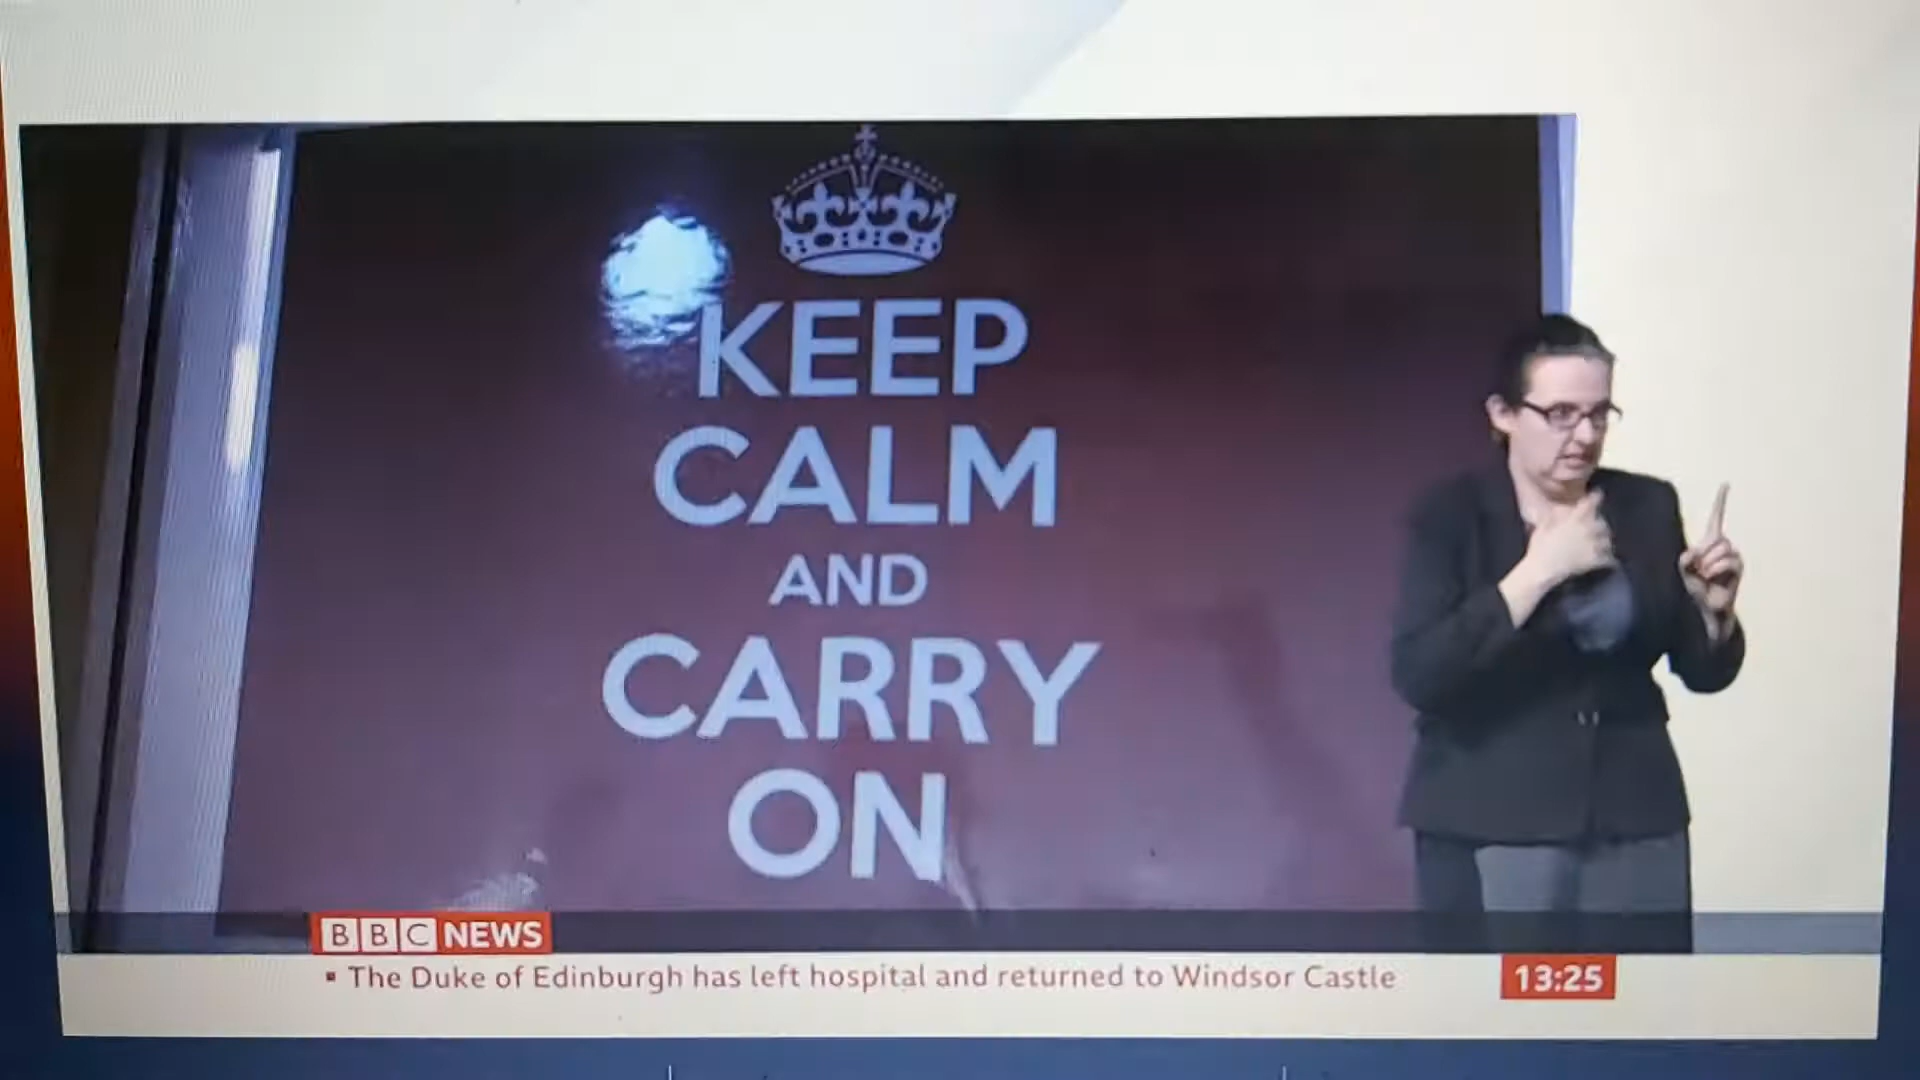 KEEP
CALM
AND
CARRY
ON
BBC NEWS
▪ The Duke of Edinburgh has left hospital and returned to Windsor Castle
13:25